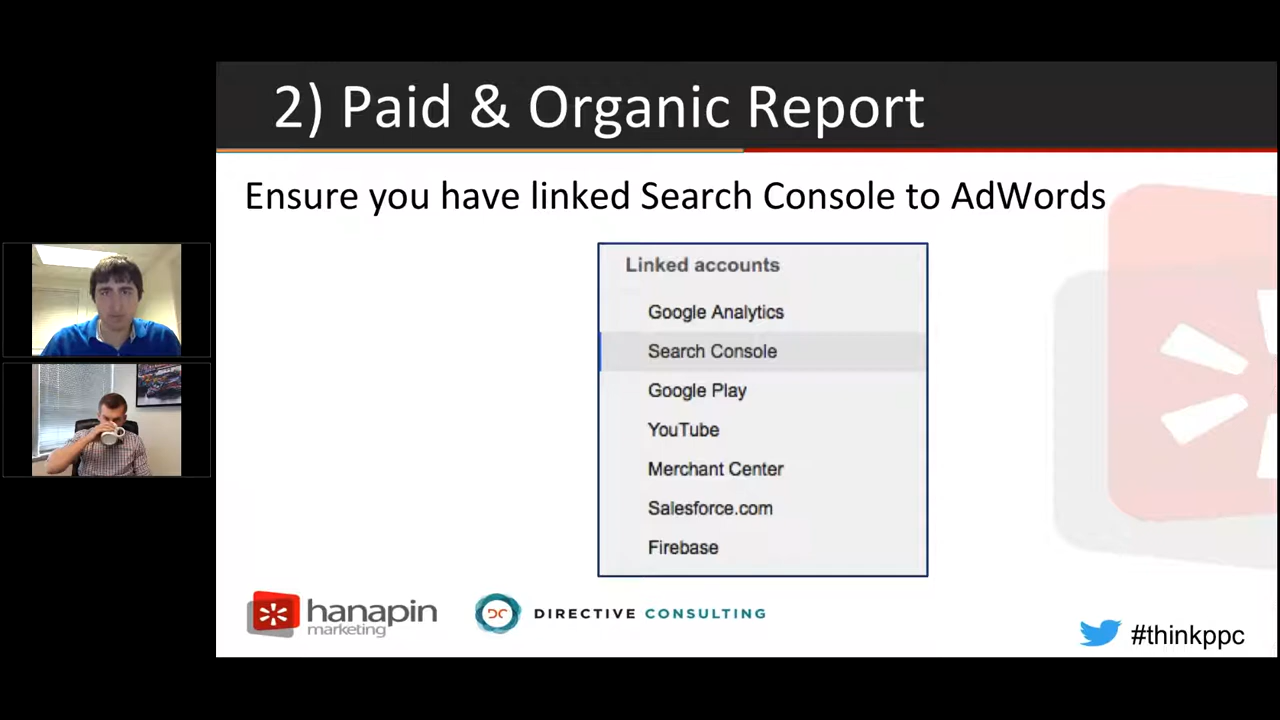 2) Paid & Organic Report
Ensure you have linked Search Console to AdWords
Linked accounts
Google Analytics
Search Console
Google Play
YouTube
Merchant Center
Salesforce.com
Firebase
hanapin
marketing
DC DIRECTIVE CONSULTING
#thinkppc